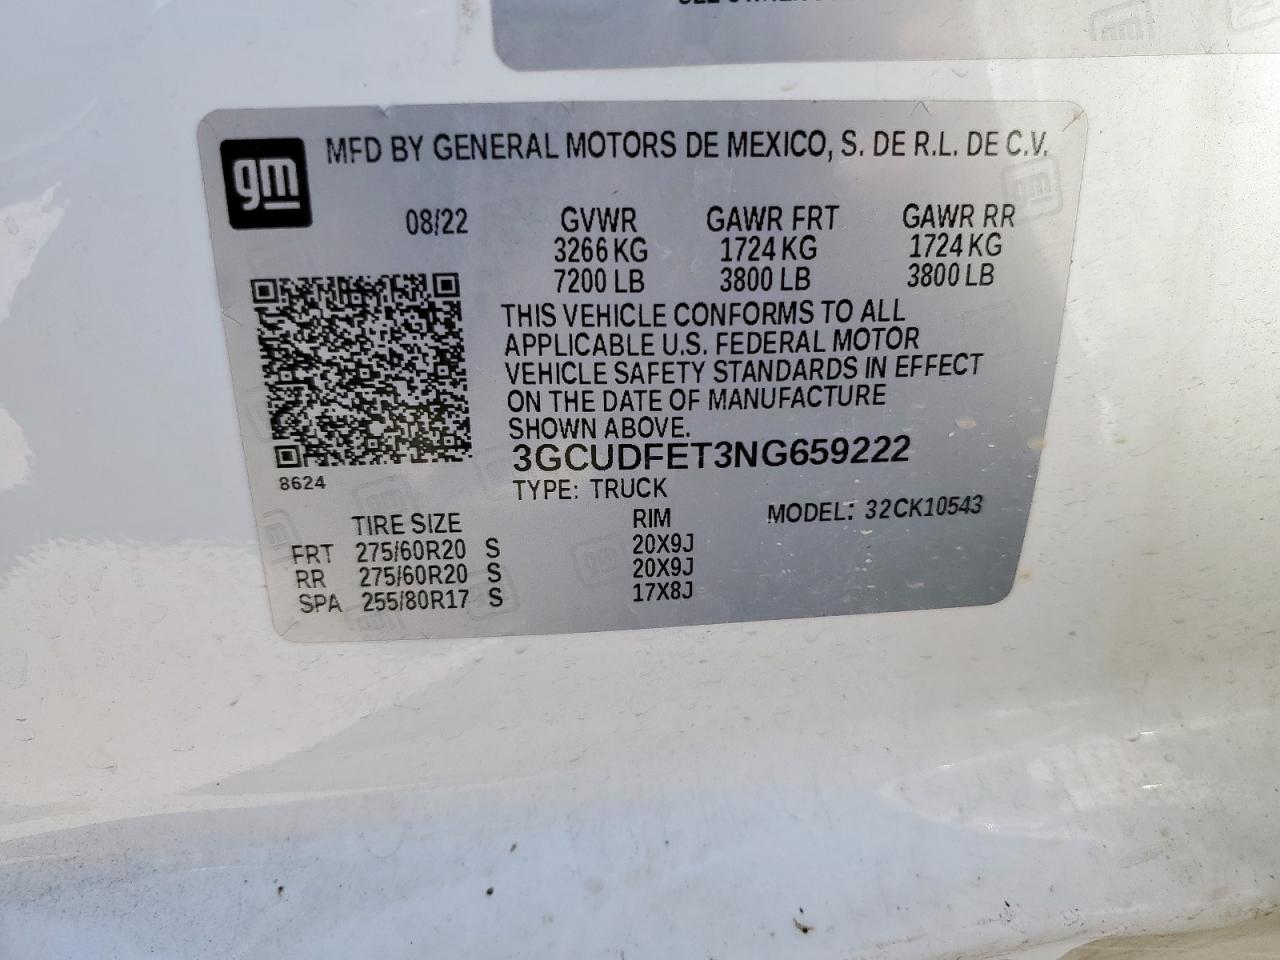 gm
MFD BY GENERAL MOTORS DE MEXICO, S. DE R.L. DE C.V.
08/22 GVWR GAWR FRT GAWR RR
3266 KG 1724 KG 1724 KG
7200 LB 3800 LB 3800 LB
THIS VEHICLE CONFORMS TO ALL
APPLICABLE U.S. FEDERAL MOTOR
VEHICLE SAFETY STANDARDS IN EFFECT
ON THE DATE OF MANUFACTURE
SHOWN ABOVE.
3GCUDFET3NG659222
8624
TYPE: TRUCK
MODEL: 32CK10543
TIRE SIZE RIM
FRT 275/60R20 S 20X9J
RR 275/60R20 S 20X9J
SPA 255/80R17 S 17X8J